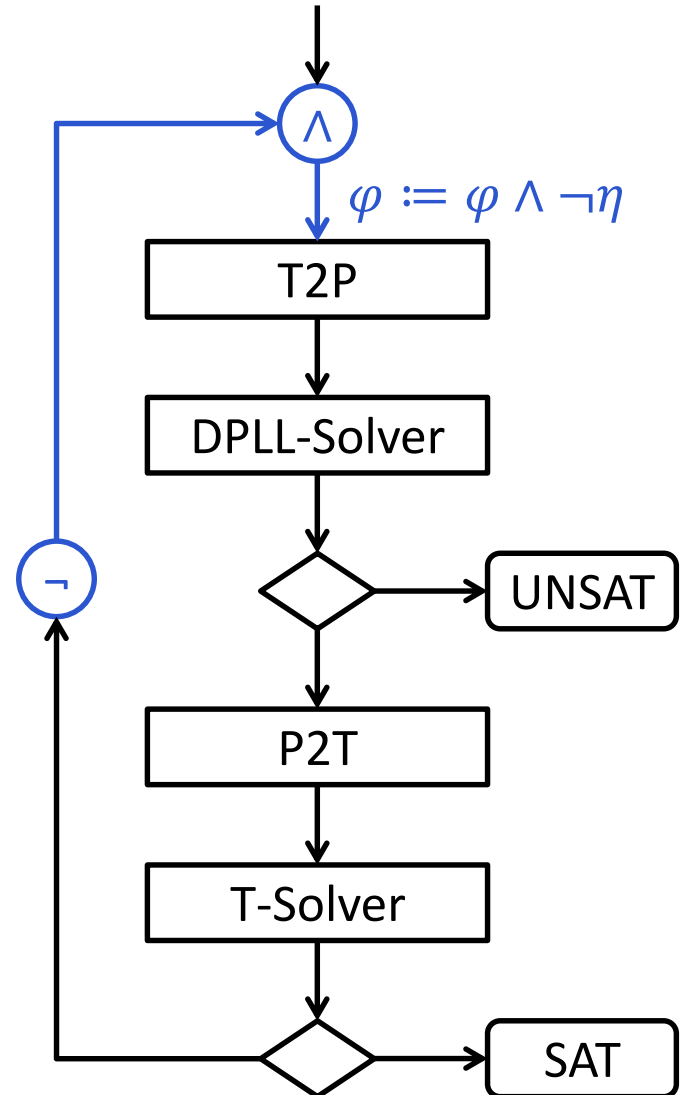 ∧
φ := φ ∧ ¬η
T2P
DPLL-Solver
¬
UNSAT
P2T
T-Solver
SAT